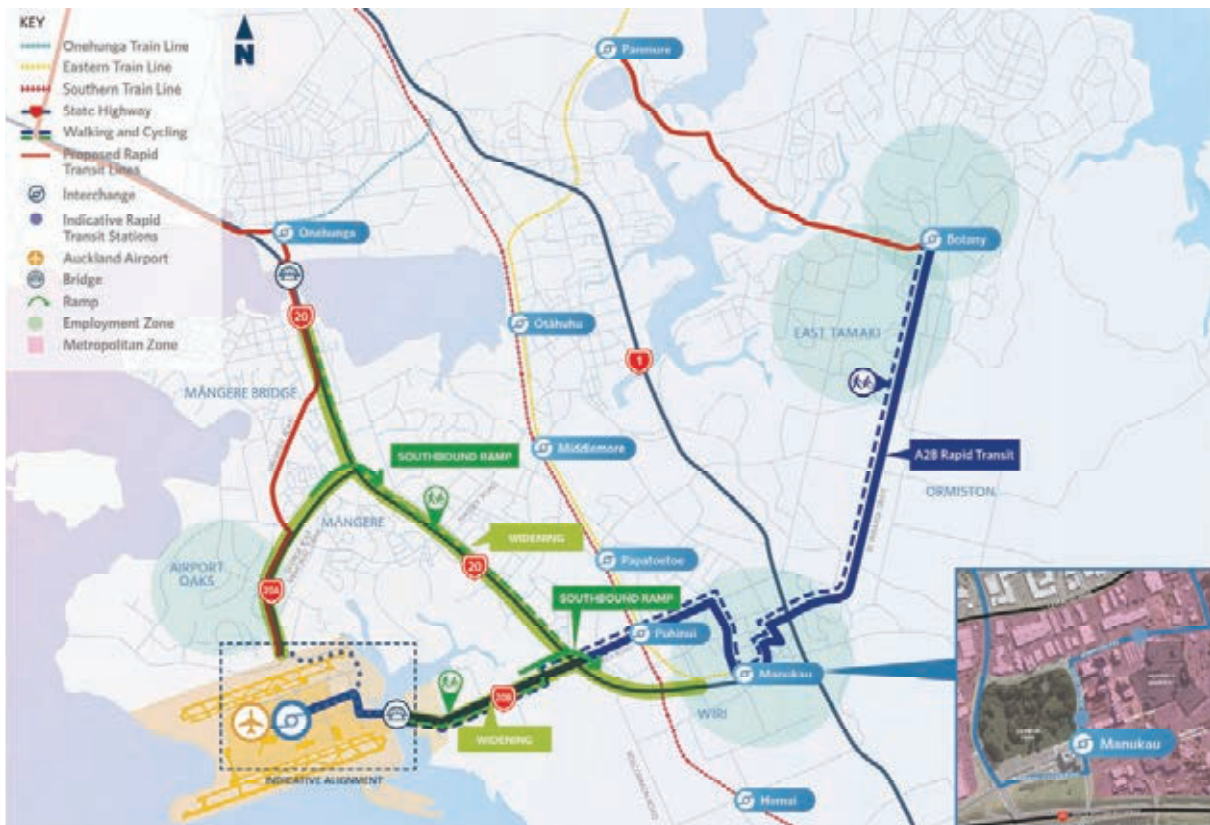 KEY
Onehunga Train Line
Eastern Train Line
Southern Train Line
State Highway
Walking and Cycling
Proposed Rapid
Transit Lines
Interchange
Indicative Rapid
Transit Stations
Auckland Airport
Bridge
Ramp
Employment Zone
Metropolitan Zone
N
Panmure
Onehunga
Botany
20
Ōtāhuhu
EAST TAMAKI
1
MĀNGERE BRIDGE
Middlemore
SOUTHBOUND RAMP
A2B Rapid Transit
ORMISTON
MĀNGERE
WIDENING
AIRPORT
OAKS
20
Papatoetoe
20A
SOUTHBOUND RAMP
Puhinui
Manukau
20B
WIRI
WIDENING
Manukau
INDICATIVE ALIGNMENT
Homai